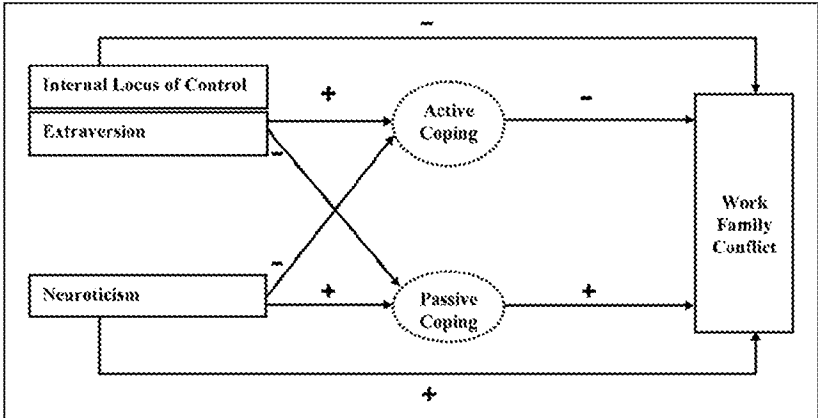 −
Internal Locus of Control
Extraversion
+
Active
Coping
−
−
Work
Family
Conflict
−
Neuroticism
+
Passive
Coping
+
+